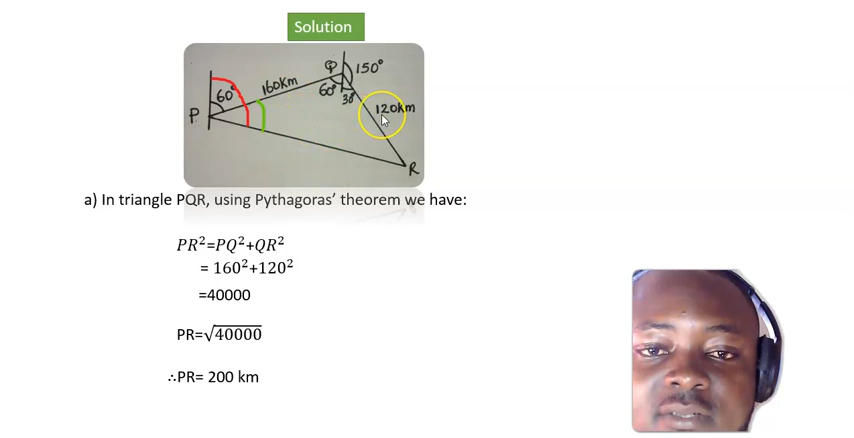 Solution
Q 150°
160km
60° 60° 30°
P 120km
R
a) In triangle PQR, using Pythagoras’ theorem we have:
𝑃𝑅²=𝑃𝑄²+𝑄𝑅²
= 160²+120²
=40000
PR=√40000
∴PR= 200 km